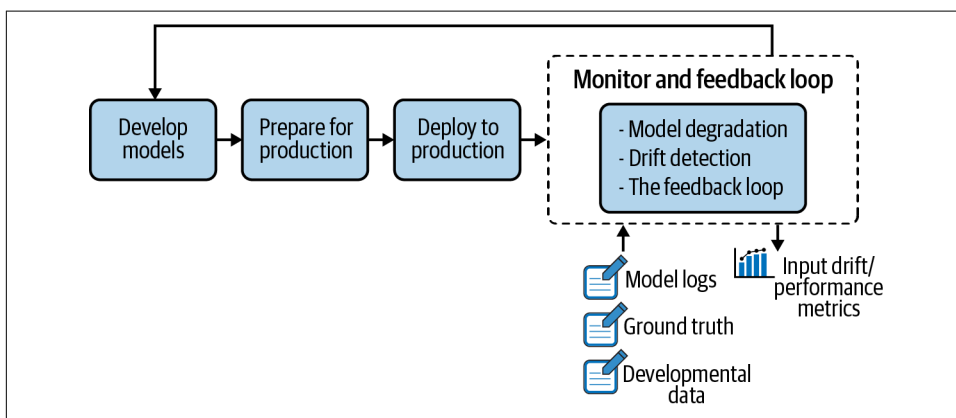 Monitor and feedback loop
Develop
models
Prepare for
production
Deploy to
production
- Model degradation
- Drift detection
- The feedback loop
Model logs
Ground truth
Developmental
data
Input drift/
performance
metrics